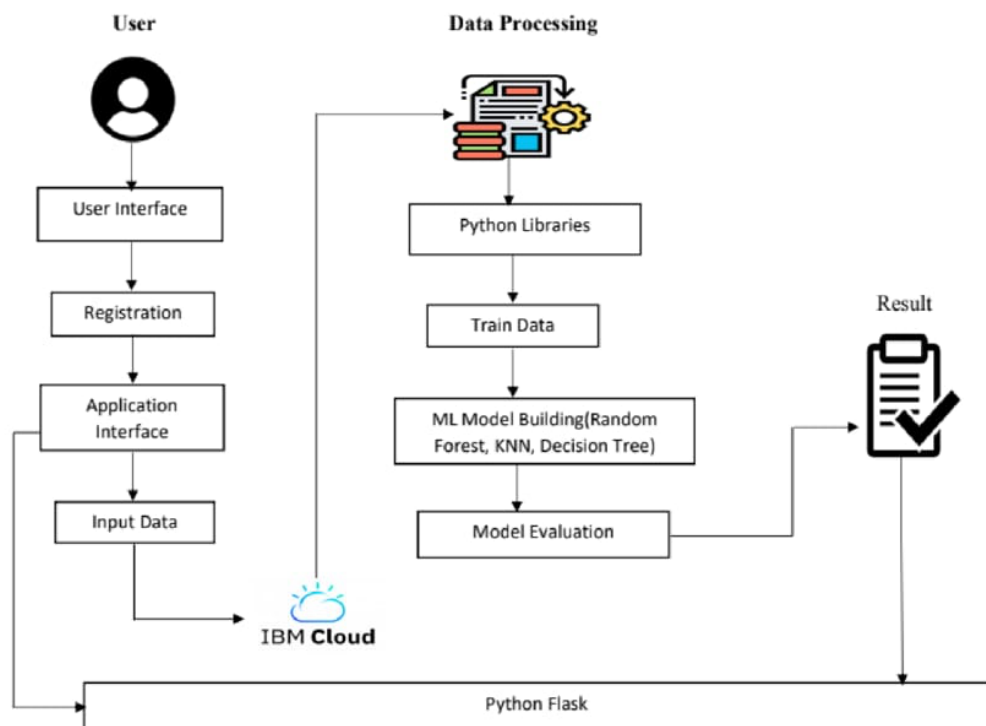 User
User Interface
Registration
Application
Interface
Input Data
IBM Cloud
Data Processing
Python Libraries
Train Data
ML Model Building(Random
Forest, KNN, Decision Tree)
Model Evaluation
Result
Python Flask